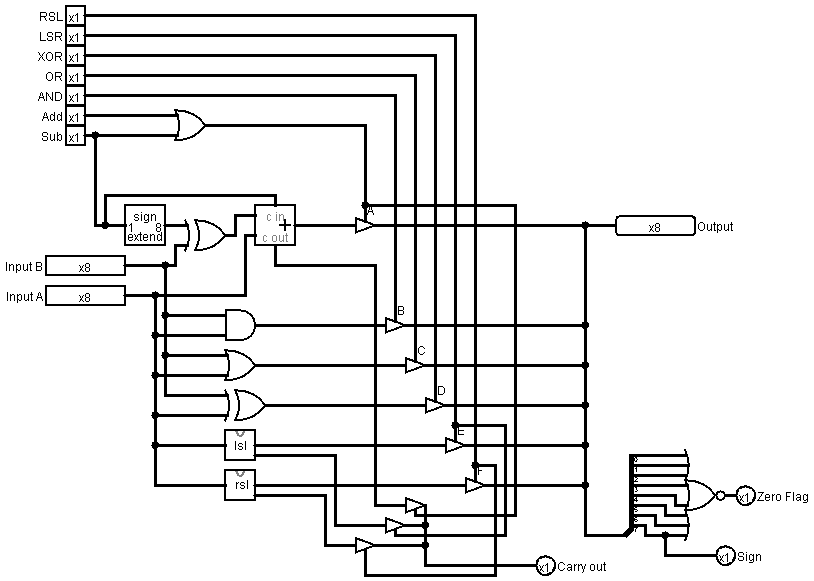 RSL x1
LSR x1
XOR x1
OR x1
AND x1
Add x1
Sub x1
A
sign
1 8
extend
c in
+
c out
x8 Output
Input B x8
Input A x8
B
C
D
E
lsl
F
rsl
0
1
2
3
4
5
6
7
x1 Zero Flag
x1 Sign
x1 Carry out